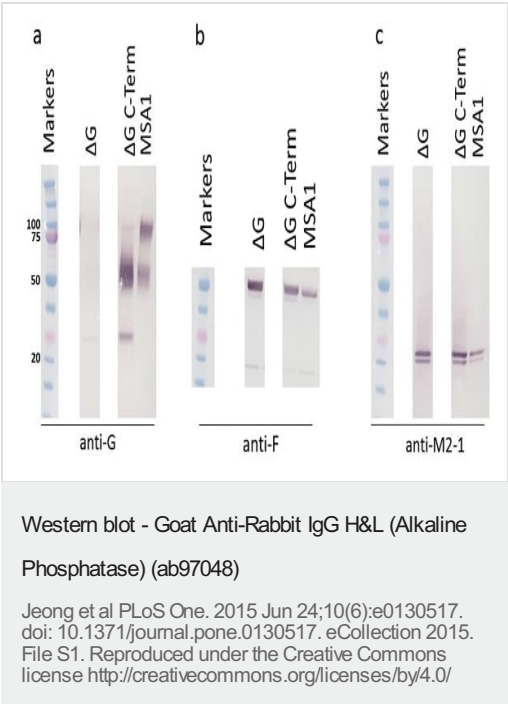 a b c
Markers ΔG ΔG C-Term MSA1
Markers ΔG ΔG C-Term MSA1
Markers ΔG ΔG C-Term MSA1
100
75
50
20
anti-G anti-F anti-M2-1
Western blot - Goat Anti-Rabbit IgG H&L (Alkaline
Phosphatase) (ab97048)
Jeong et al PLoS One. 2015 Jun 24;10(6):e0130517.
doi: 10.1371/journal.pone.0130517. eCollection 2015.
File S1. Reproduced under the Creative Commons
license http://creativecommons.org/licenses/by/4.0/